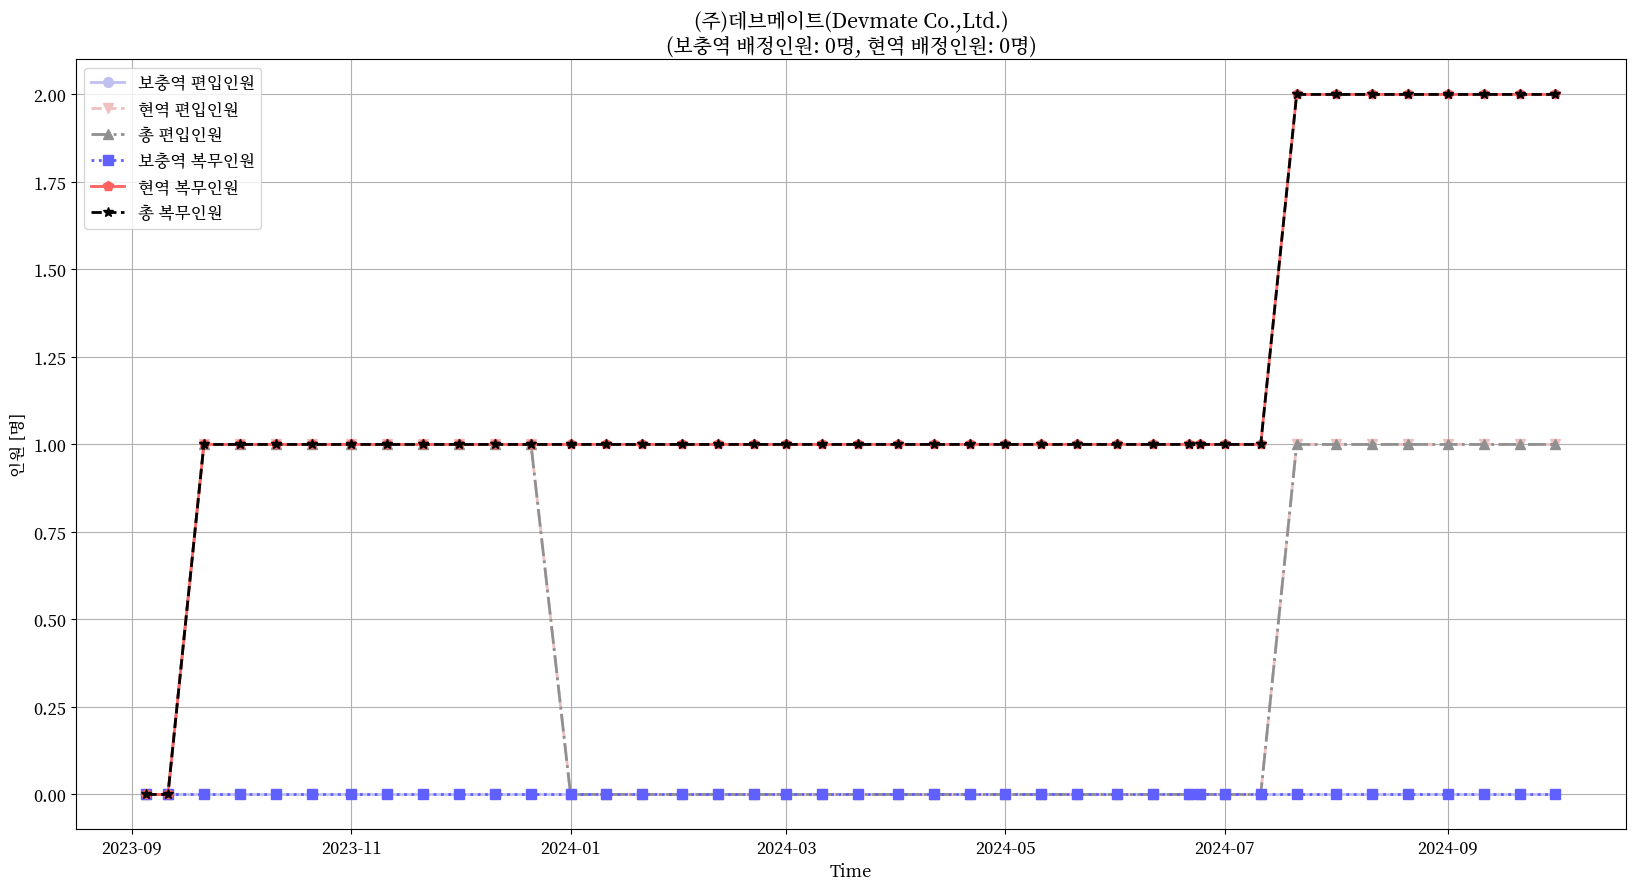 (주)데브메이트(Devmate Co.,Ltd.)
(보충역 배정인원: 0명, 현역 배정인원: 0명)
보충역 편입인원
현역 편입인원
총 편입인원
보충역 복무인원
현역 복무인원
총 복무인원
2.00
1.75
1.50
1.25
1.00
0.75
0.50
0.25
0.00
인원 [명]
2023-09 2023-11 2024-01 2024-03 2024-05 2024-07 2024-09
Time